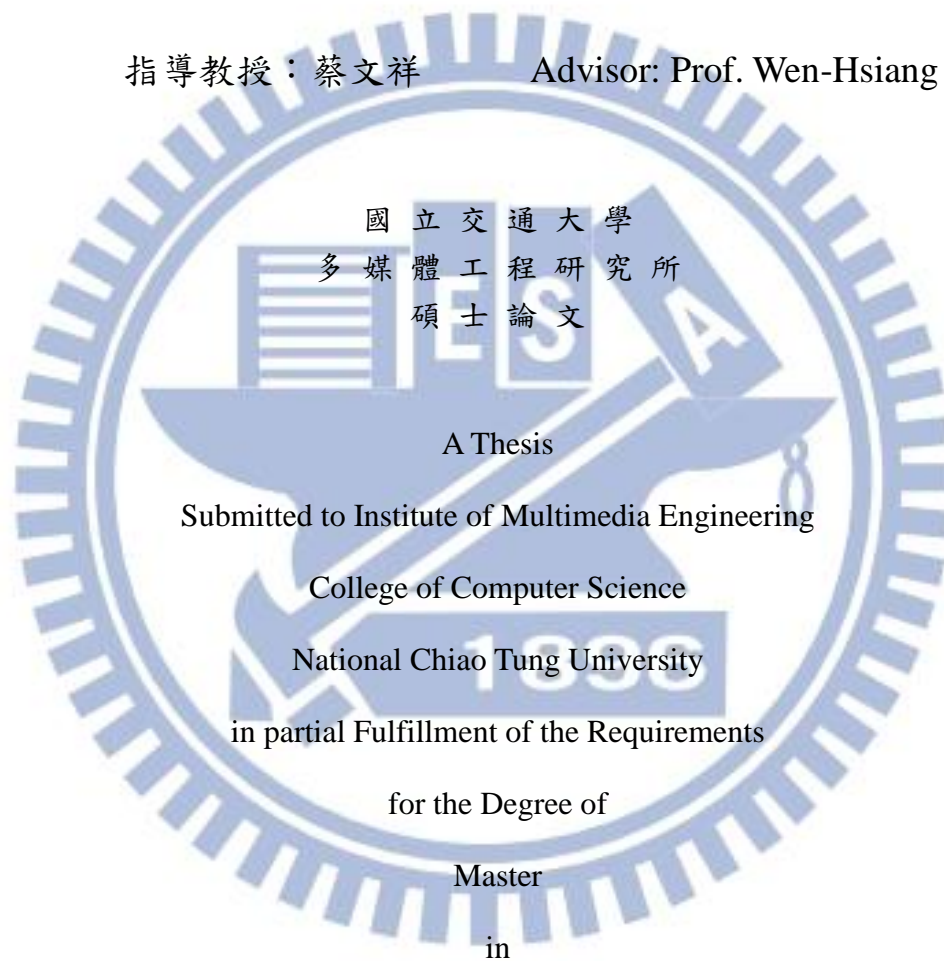 指導教授：蔡文祥 Advisor: Prof. Wen-Hsiang
國立交通大學
多媒體工程研究所
碩士論文
E S A
A Thesis
Submitted to Institute of Multimedia Engineering
College of Computer Science
National Chiao Tung University
1896
in partial Fulfillment of the Requirements
for the Degree of
Master
in